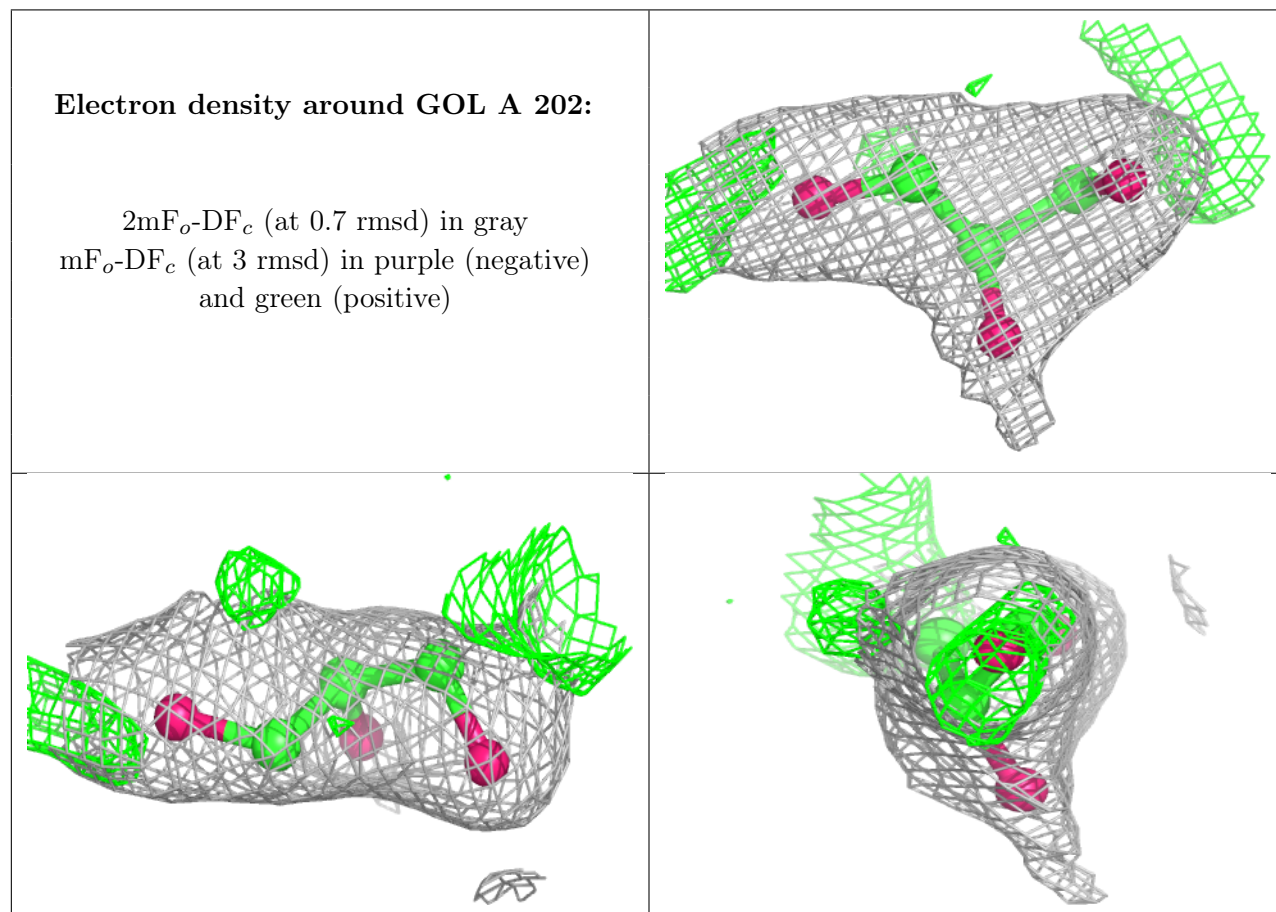 Electron density around GOL A 202:
2mFₒ-DF𝒸 (at 0.7 rmsd) in gray
mFₒ-DF𝒸 (at 3 rmsd) in purple (negative)
and green (positive)